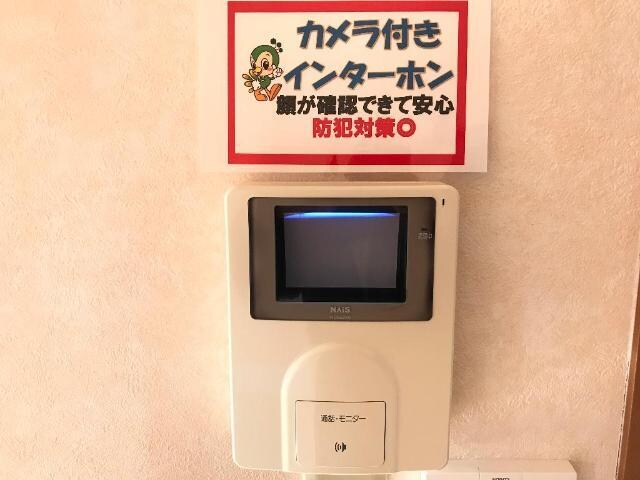 カメラ付き
インターホン
顔が確認できて安心
防犯対策〇
NAiS
通話・モニター